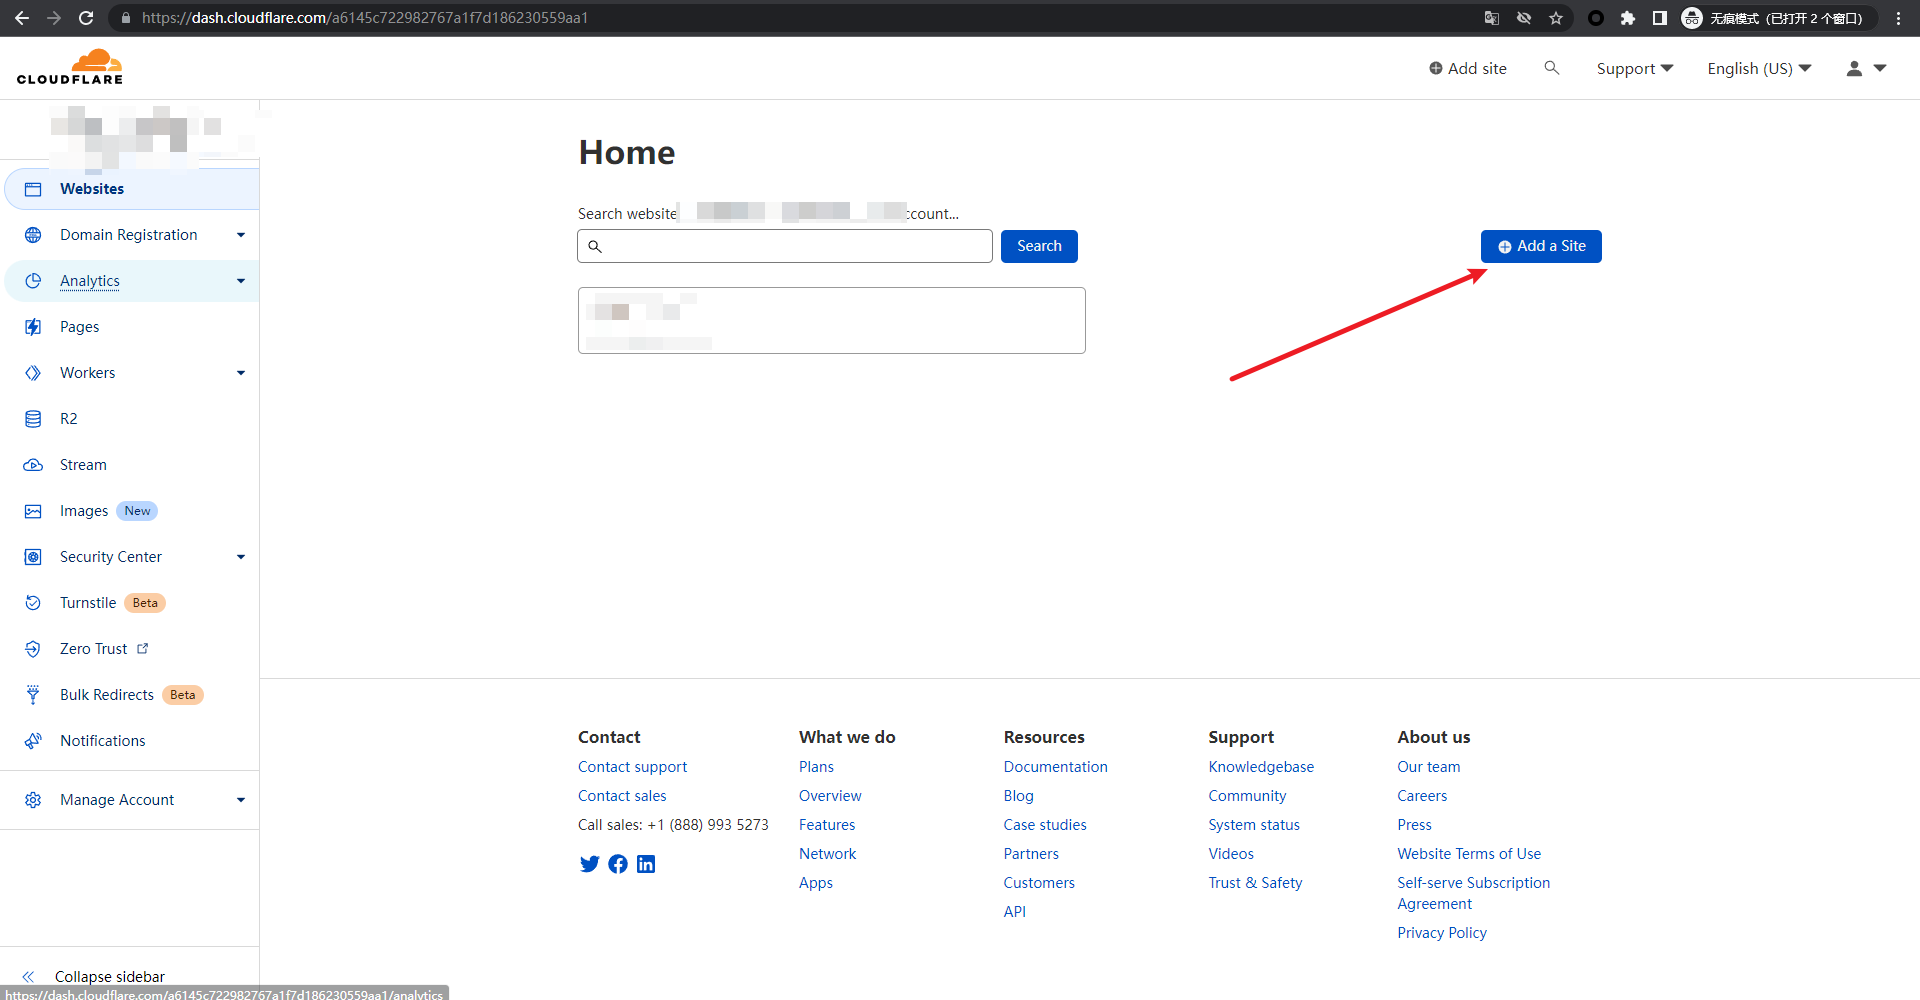 https://dash.cloudflare.com/a6145c722982767a1f7d186230559aa1
无痕模式（已打开 2 个窗口）
CLOUDFLARE
Add site
Support
English (US)
Home
Websites
Domain Registration
Analytics
Pages
Workers
R2
Stream
Images New
Security Center
Turnstile Beta
Zero Trust
Bulk Redirects Beta
Notifications
Manage Account
Collapse sidebar
https://dash.cloudflare.com/a6145c722982767a1f7d186230559aa1/analytics
Search website ccount...
Search
Add a Site
Contact
Contact support
Contact sales
Call sales: +1 (888) 993 5273
What we do
Plans
Overview
Features
Network
Apps
Resources
Documentation
Blog
Case studies
Partners
Customers
API
Support
Knowledgebase
Community
System status
Videos
Trust & Safety
About us
Our team
Careers
Press
Website Terms of Use
Self-serve Subscription
Agreement
Privacy Policy